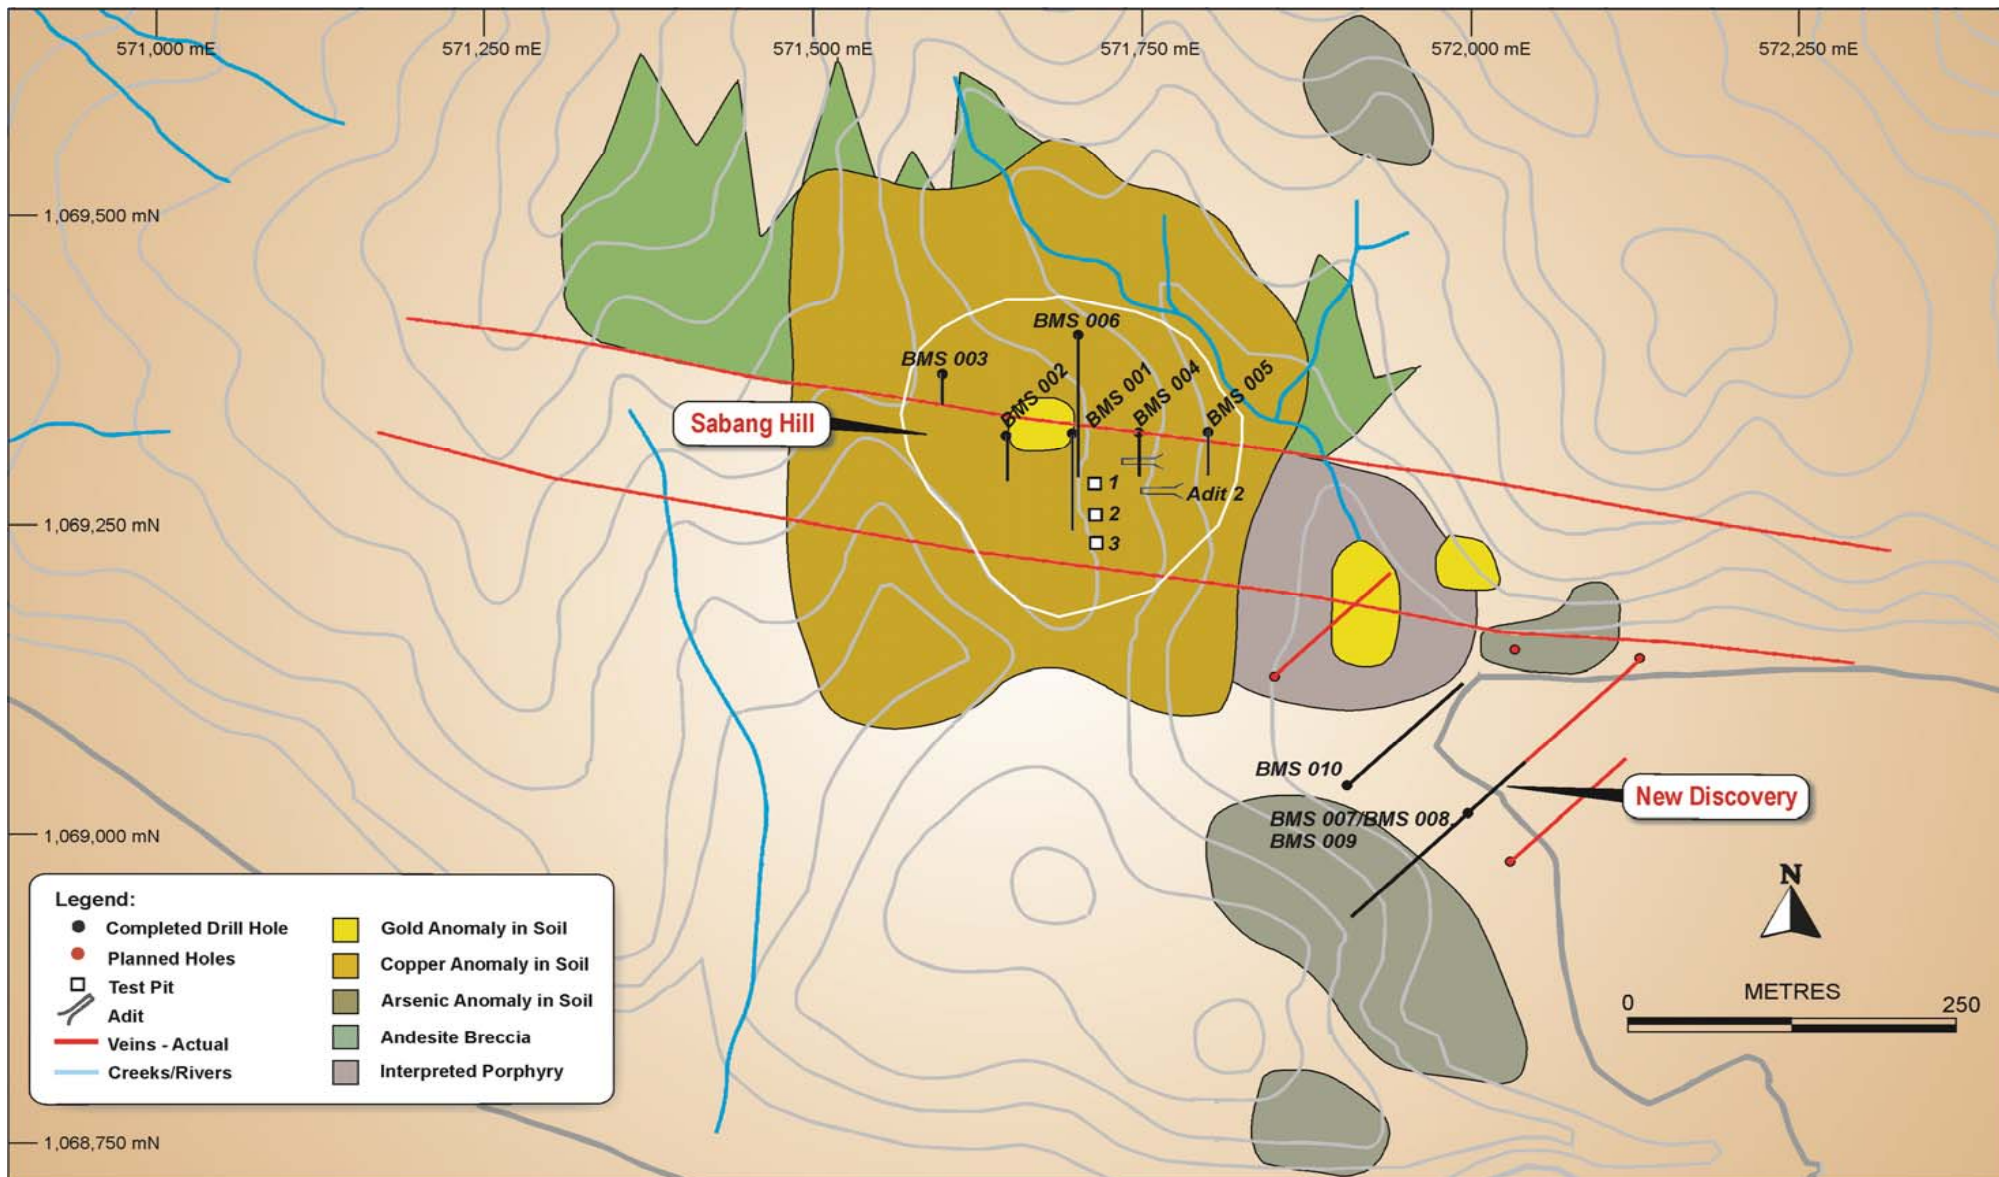 571,000 mE
571,250 mE
571,500 mE
571,750 mE
572,000 mE
572,250 mE
1,069,500 mN
BMS 006
BMS 003
BMS 002
BMS 001
BMS 004
BMS 005
Sabang Hill
1
Adit 2
2
1,069,250 mN
3
BMS 010
New Discovery
BMS 007/BMS 008,
BMS 009
1,069,000 mN
N
METRES
0
250
Legend:
Completed Drill Hole
Planned Holes
Test Pit
Adit
Veins - Actual
Creeks/Rivers
Gold Anomaly in Soil
Copper Anomaly in Soil
Arsenic Anomaly in Soil
Andesite Breccia
Interpreted Porphyry
1,068,750 mN